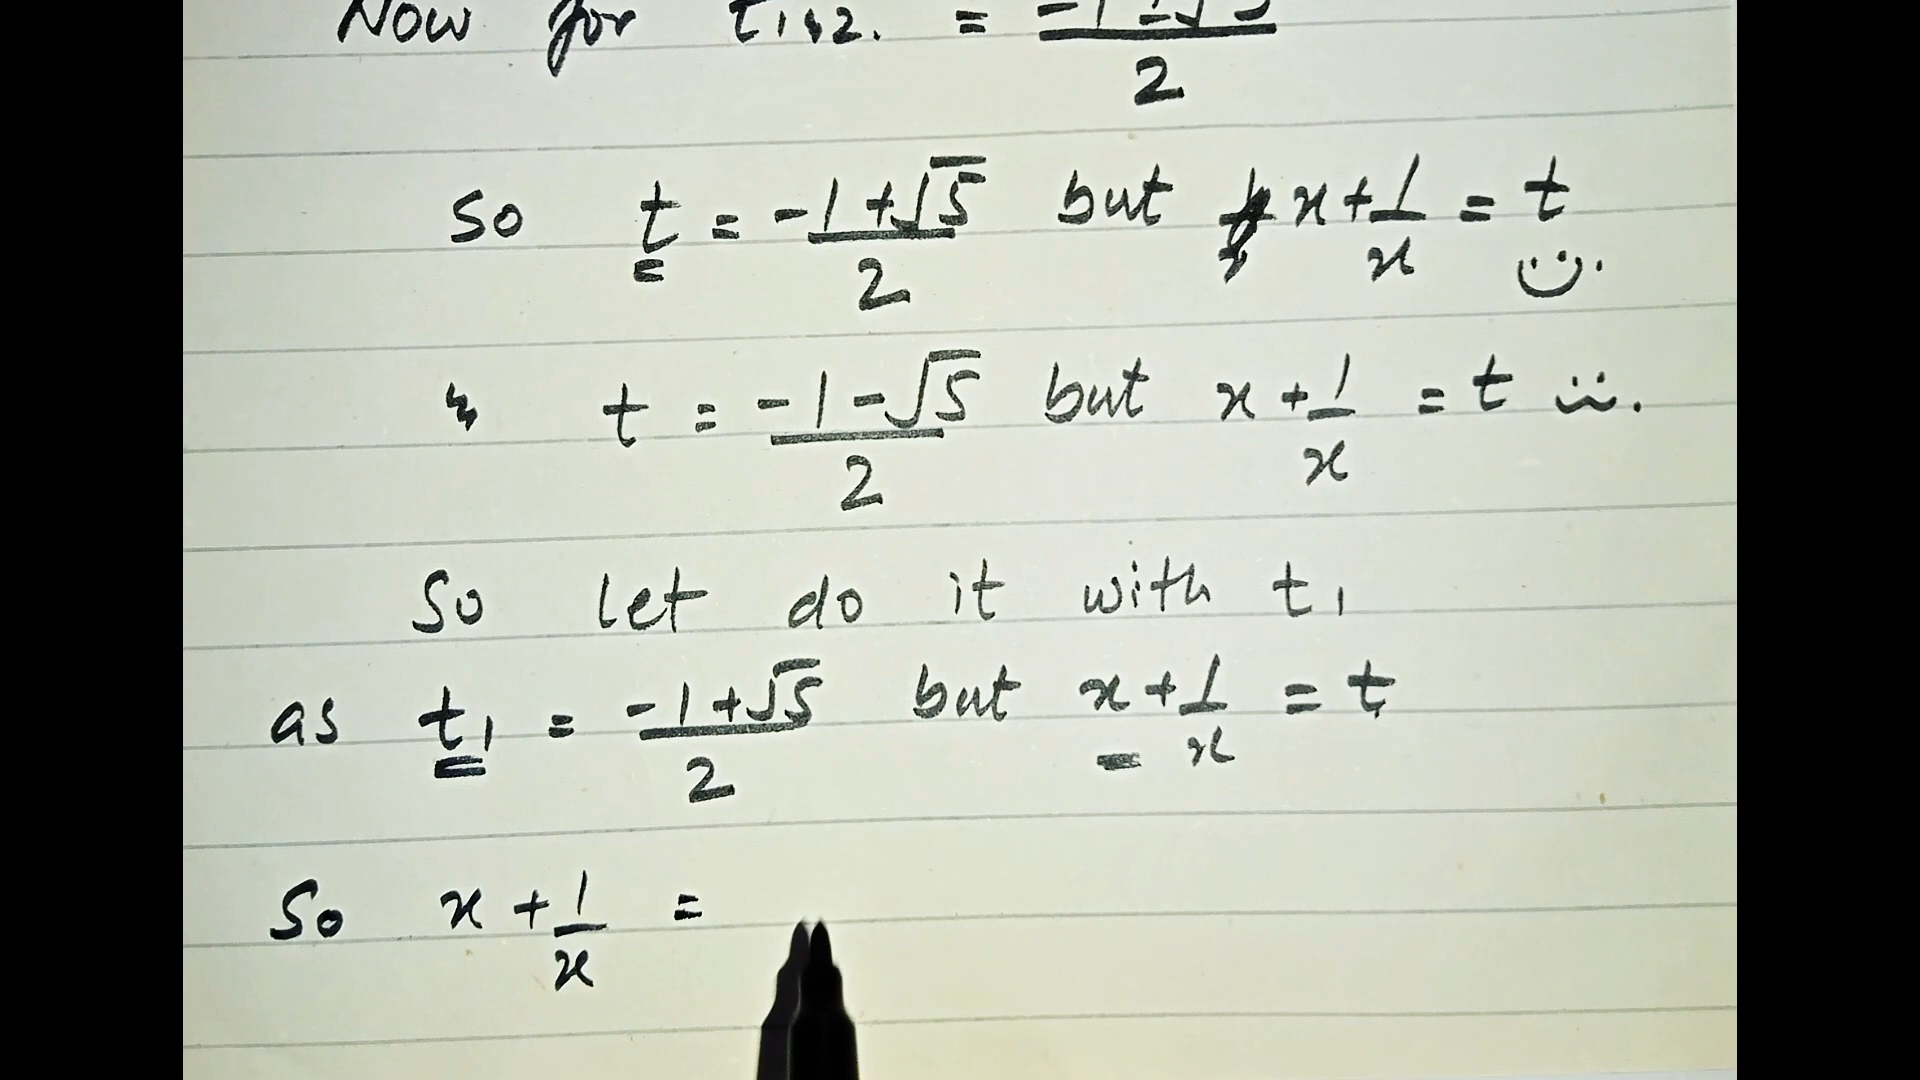 Now for t₁,₂. = -1±√5/2
So t = -1+√5/2 but x+1/x = t
t = -1-√5/2 but x+1/x = t
So let do it with t₁
as t₁ = -1+√5/2 but x+1/x = t
So x+1/x =